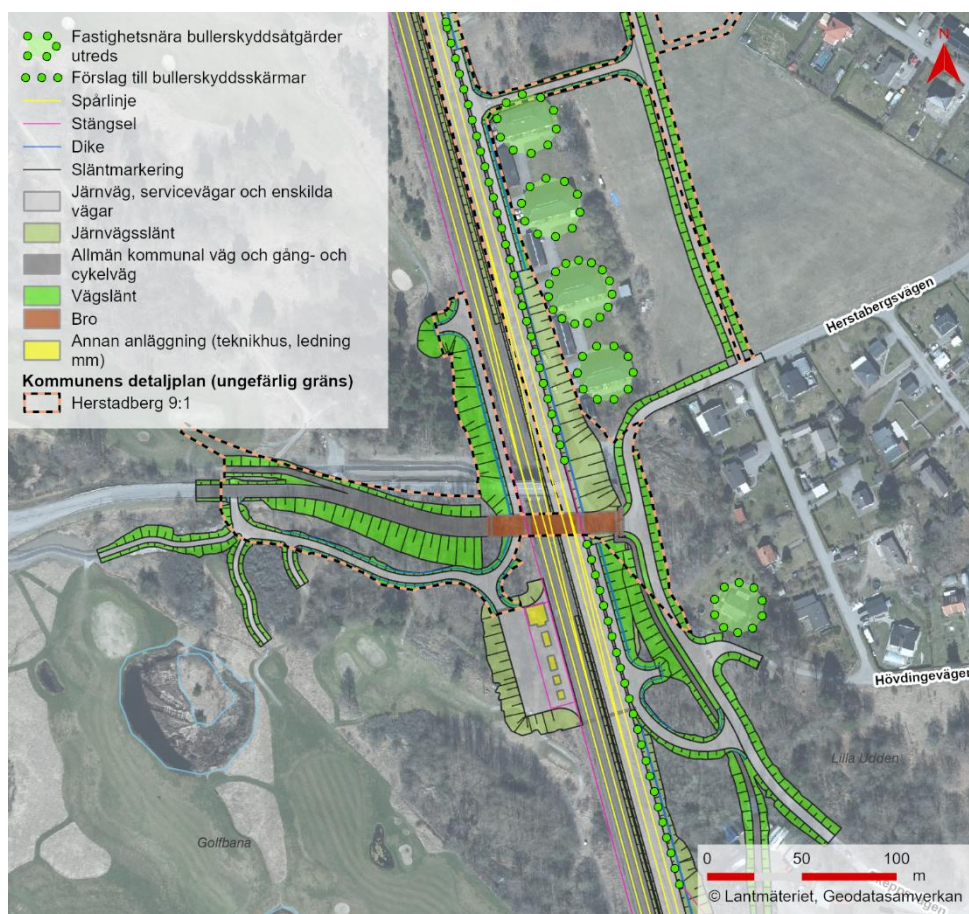 Fastighetsnära bullerskyddsåtgärder
utreds
Förslag till bullerskyddsskärmar
Spårlinje
Stängsel
Dike
Släntmarkering
Järnväg, servicevägar och enskilda
vägar
Järnvägsslänt
Allmän kommunal väg och gång- och
cykelväg
Vägslänt
Bro
Annan anläggning (teknikhus, ledning
mm)
Kommunens detaljplan (ungefärlig gräns)
Herstadberg 9:1
N
Herstabergsvägen
Hövdingevägen
Lilla Udden
Golfbana
0 50 100
m
© Lantmäteriet, Geodatasamverkan